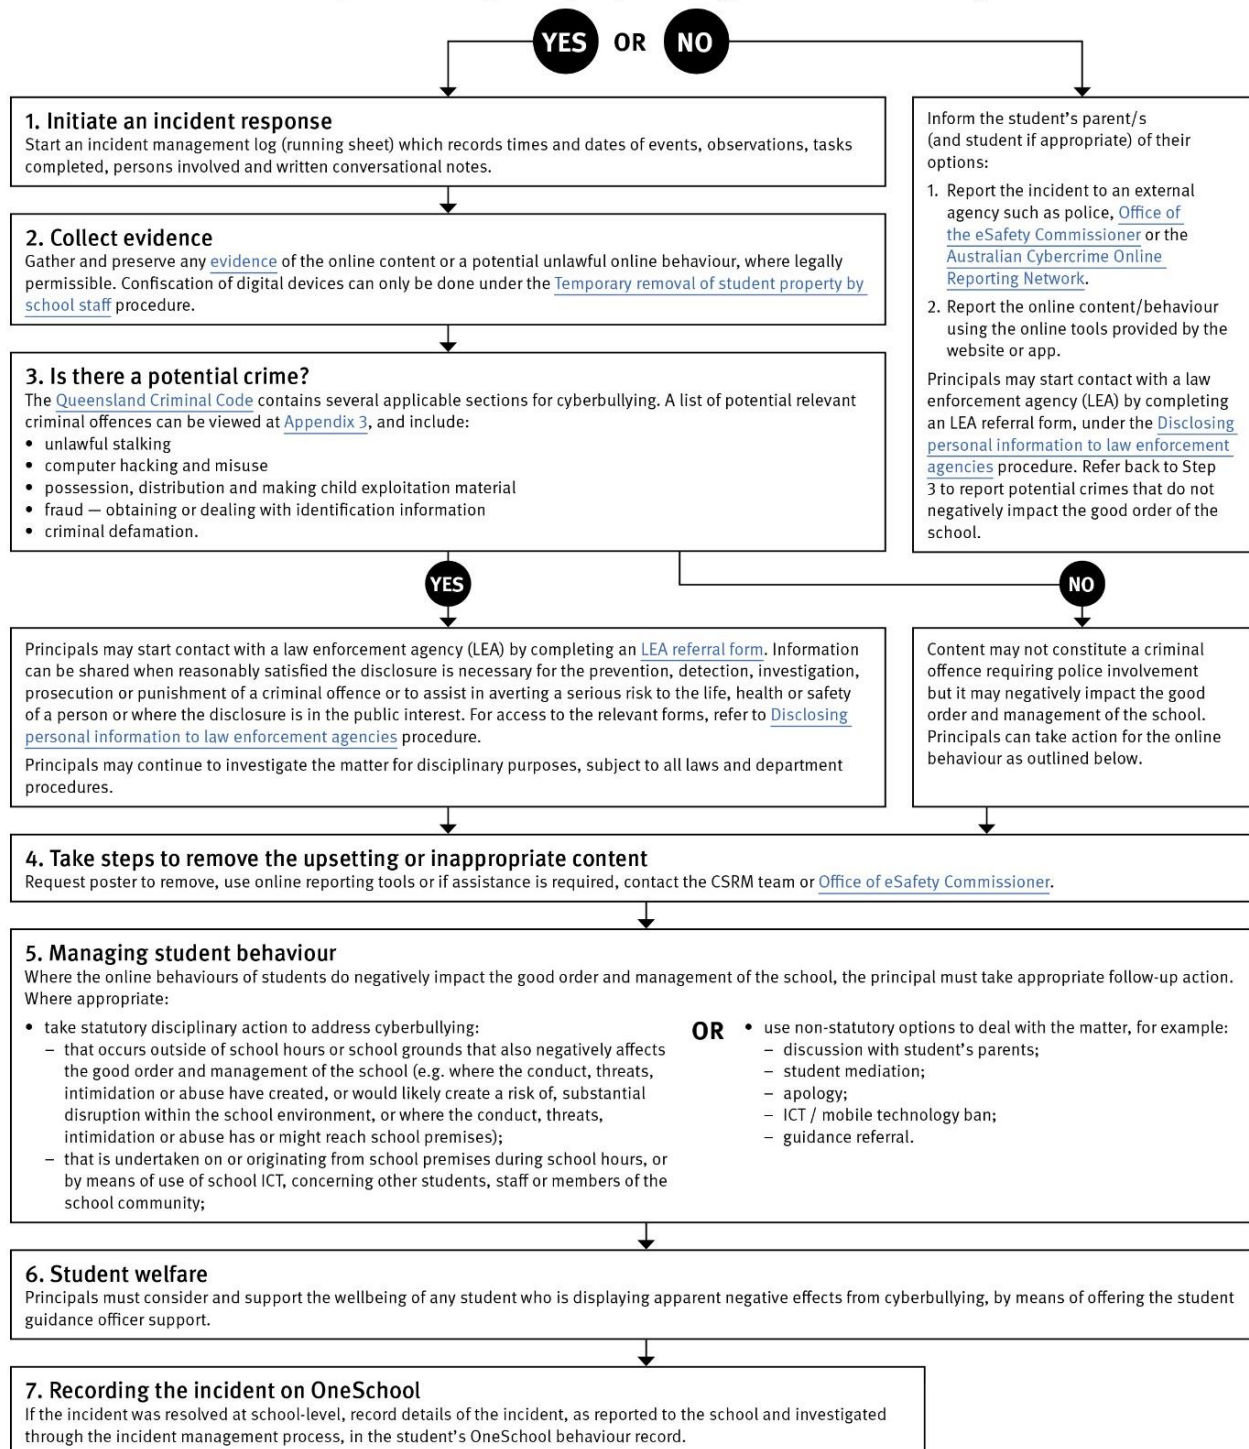 YES OR NO
1. Initiate an incident response
Start an incident management log (running sheet) which records times and dates of events, observations, tasks
completed, persons involved and written conversational notes.
2. Collect evidence
Gather and preserve any evidence of the online content or a potential unlawful online behaviour, where legally
permissible. Confiscation of digital devices can only be done under the Temporary removal of student property by
school staff procedure.
3. Is there a potential crime?
The Queensland Criminal Code contains several applicable sections for cyberbullying. A list of potential relevant
criminal offences can be viewed at Appendix 3, and include:
• unlawful stalking
• computer hacking and misuse
• possession, distribution and making child exploitation material
• fraud — obtaining or dealing with identification information
• criminal defamation.
Inform the student's parent/s
(and student if appropriate) of their
options:
1. Report the incident to an external
agency such as police, Office of
the eSafety Commissioner or the
Australian Cybercrime Online
Reporting Network.
2. Report the online content/behaviour
using the online tools provided by the
website or app.
Principals may start contact with a law
enforcement agency (LEA) by completing
an LEA referral form, under the Disclosing
personal information to law enforcement
agencies procedure. Refer back to Step
3 to report potential crimes that do not
negatively impact the good order of the
school.
YES
NO
Principals may start contact with a law enforcement agency (LEA) by completing an LEA referral form. Information
can be shared when reasonably satisfied the disclosure is necessary for the prevention, detection, investigation,
prosecution or punishment of a criminal offence or to assist in averting a serious risk to the life, health or safety
of a person or where the disclosure is in the public interest. For access to the relevant forms, refer to Disclosing
personal information to law enforcement agencies procedure.
Principals may continue to investigate the matter for disciplinary purposes, subject to all laws and department
procedures.
Content may not constitute a criminal
offence requiring police involvement
but it may negatively impact the good
order and management of the school.
Principals can take action for the online
behaviour as outlined below.
4. Take steps to remove the upsetting or inappropriate content
Request poster to remove, use online reporting tools or if assistance is required, contact the CSRM team or Office of eSafety Commissioner.
5. Managing student behaviour
Where the online behaviours of students do negatively impact the good order and management of the school, the principal must take appropriate follow-up action.
Where appropriate:
• take statutory disciplinary action to address cyberbullying:
– that occurs outside of school hours or school grounds that also negatively affects
the good order and management of the school (e.g. where the conduct, threats,
intimidation or abuse have created, or would likely create a risk of, substantial
disruption within the school environment, or where the conduct, threats,
intimidation or abuse has or might reach school premises);
– that is undertaken on or originating from school premises during school hours, or
by means of use of school ICT, concerning other students, staff or members of the
school community;
OR
• use non-statutory options to deal with the matter, for example:
– discussion with student's parents;
– student mediation;
– apology;
– ICT / mobile technology ban;
– guidance referral.
6. Student welfare
Principals must consider and support the wellbeing of any student who is displaying apparent negative effects from cyberbullying, by means of offering the student
guidance officer support.
7. Recording the incident on OneSchool
If the incident was resolved at school-level, record details of the incident, as reported to the school and investigated
through the incident management process, in the student's OneSchool behaviour record.